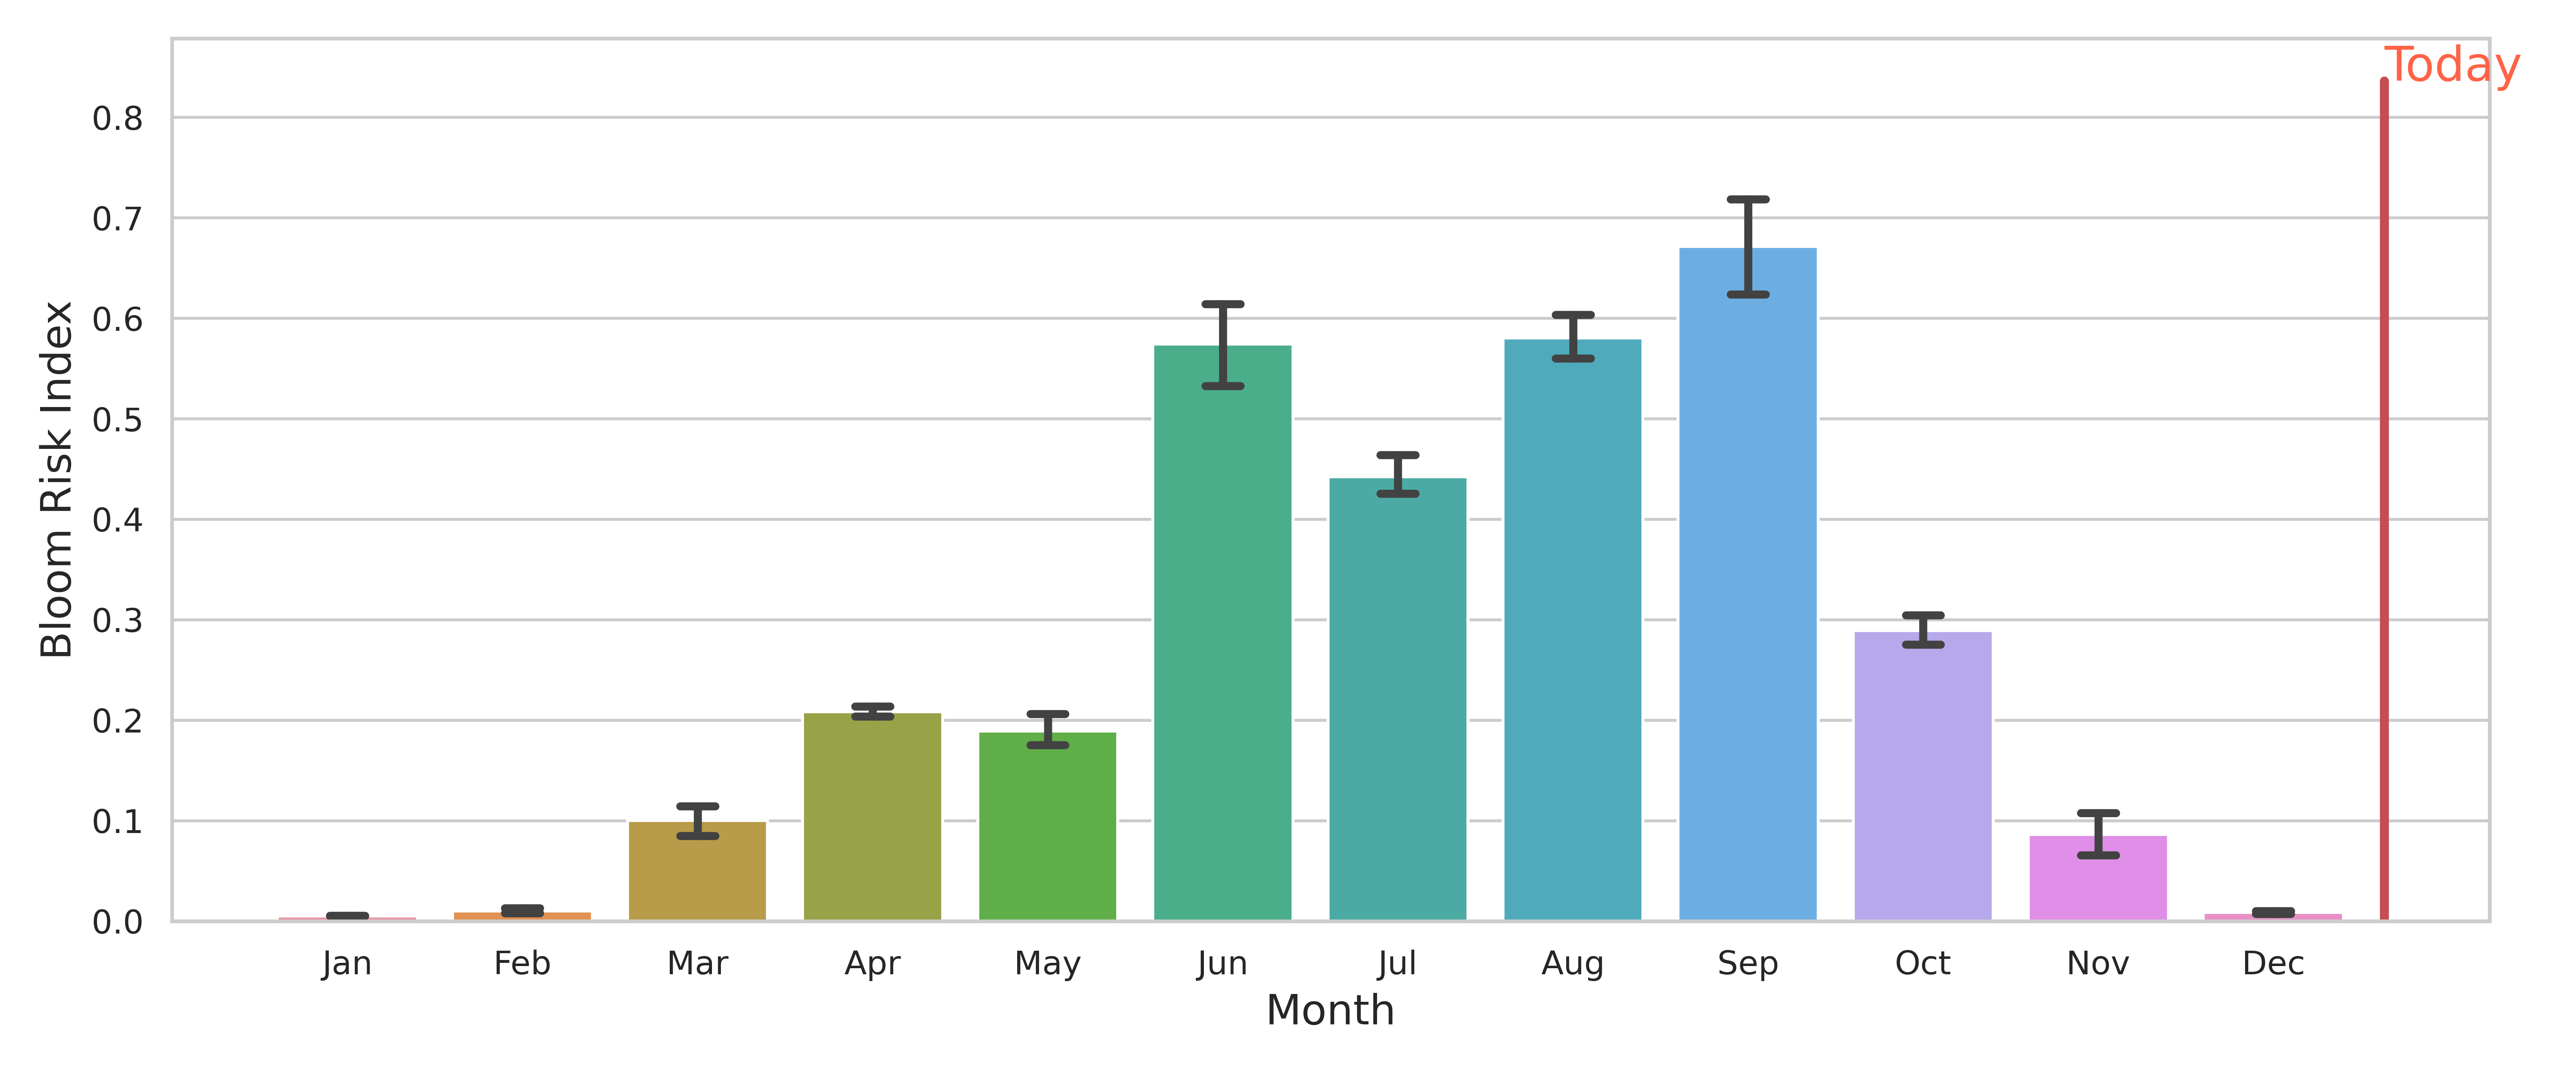 Today
Bloom Risk Index
0.8
0.7
0.6
0.5
0.4
0.3
0.2
0.1
0.0
Jan Feb Mar Apr May Jun Jul Aug Sep Oct Nov Dec
Month